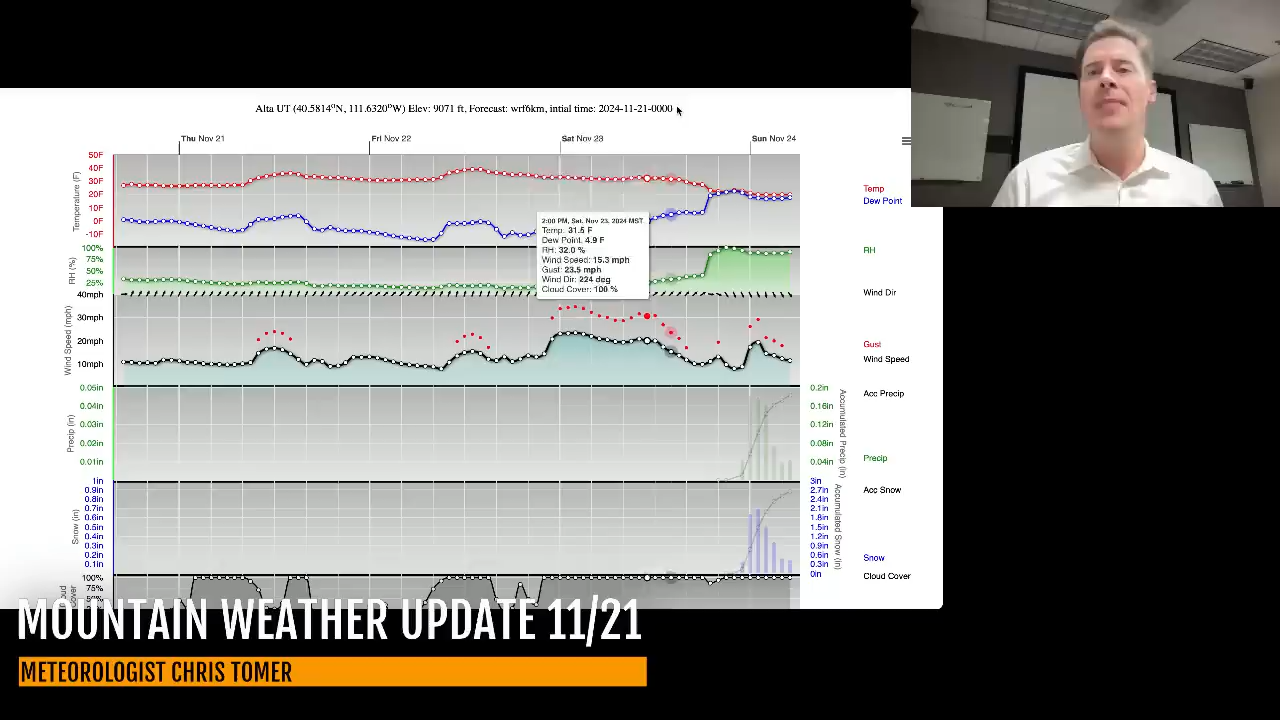 Alta UT (40.5814°N, 111.6320°W) Elev: 9071 ft, Forecast: wrf6km, intial time: 2024-11-21-0000
Thu Nov 21
Fri Nov 22
Sat Nov 23
Sun Nov 24
Temperature (F)
50F
40F
30F
20F
10F
0F
-10F
Temp
Dew Point
2:00 PM, Sat. Nov 23, 2024 MST
Temp: 31.5 F
Dew Point. 4.9 F
RH: 32.0 %
Wind Speed: 15.3 mph
Gust: 23.5 mph
Wind Dir: 224 deg
Cloud Cover: 100 %
RH (%)
100%
75%
50%
25%
RH
Wind Dir
Wind Speed (mph)
40mph
30mph
20mph
10mph
Gust
Wind Speed
Precip (in)
0.05in
0.04in
0.03in
0.02in
0.01in
0.2in
0.16in
0.12in
0.08in
0.04in
Accumulated Precip (in)
Acc Precip
Precip
Snow (in)
1in
0.9in
0.8in
0.7in
0.6in
0.5in
0.4in
0.3in
0.2in
0.1in
3in
2.7in
2.4in
2.1in
1.8in
1.5in
1.2in
0.9in
0.6in
0.3in
0in
Accumulated Snow (in)
Acc Snow
Snow
Cloud Cover
100%
75%
Cloud
Cover
MOUNTAIN WEATHER UPDATE 11/21
METEOROLOGIST CHRIS TOMER